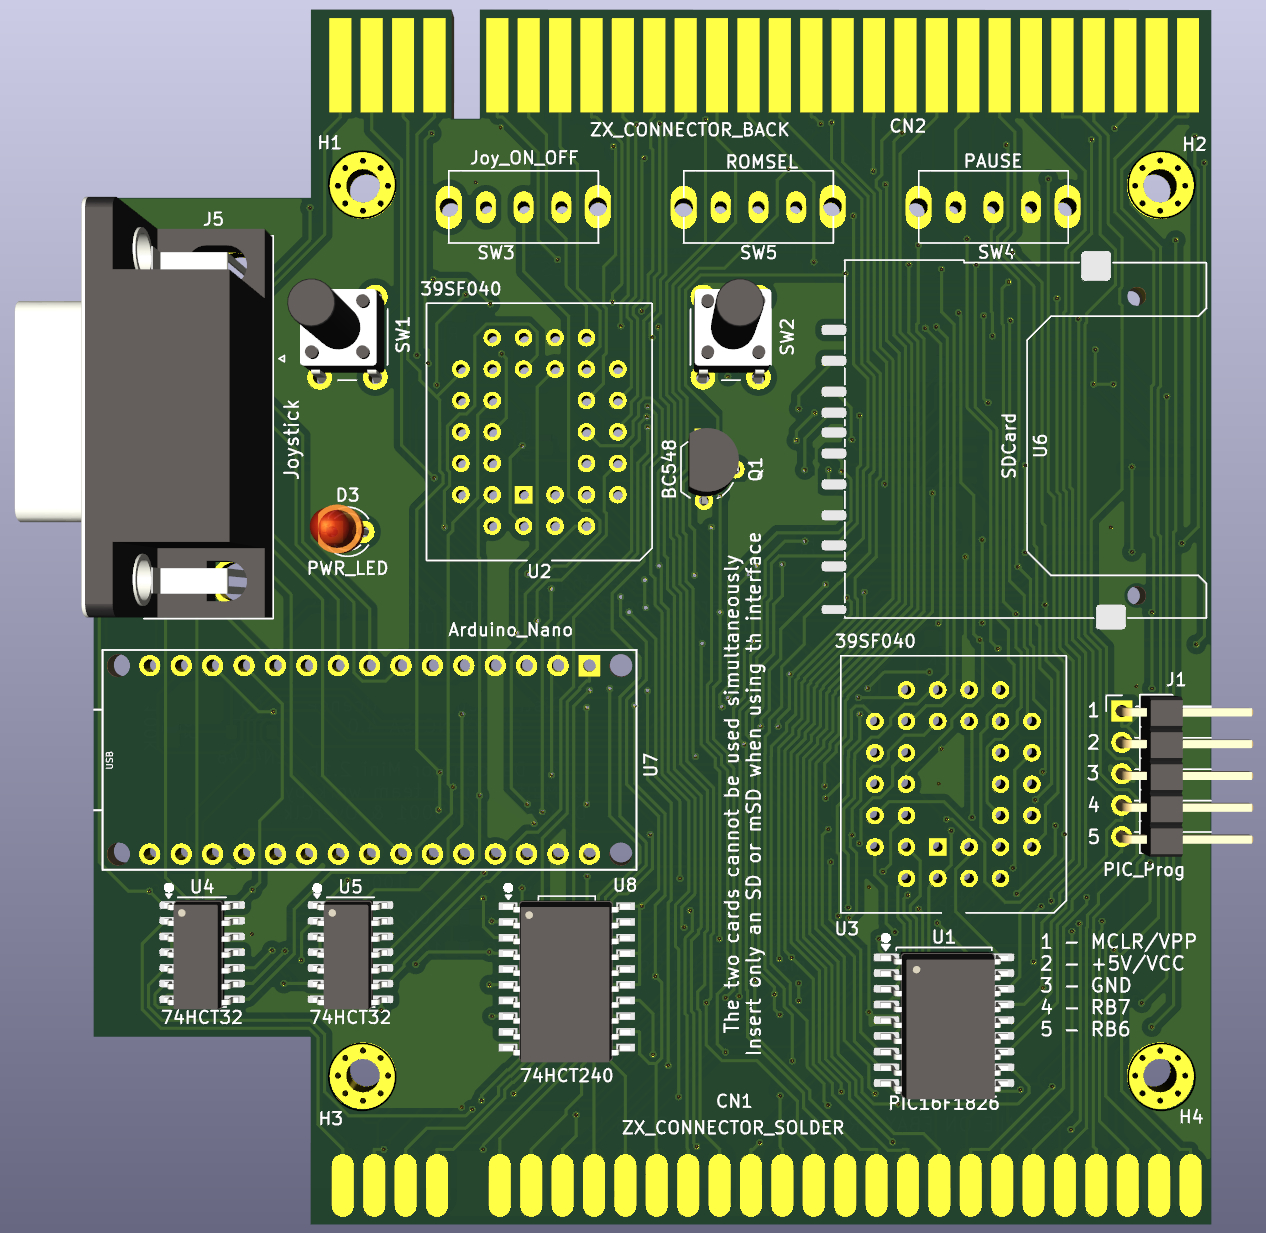 ZX_CONNECTOR_BACK
CN2
H1
H2
Joy_ON_OFF
ROMSEL
PAUSE
SW3
SW5
SW4
J5
39SF040
SW1
SW2
Joystick
BC548
Q1
SDCard
U6
D3
PWR_LED
U2
Arduino_Nano
39SF040
USB
U7
The two cards cannot be used simultaneously
Insert only an SD or mSD when using th interface
J1
1
2
3
4
5
PIC_Prog
U4
U5
U8
U3
U1
1 - MCLR/VPP
2 - +5V/VCC
3 - GND
4 - RB7
5 - RB6
74HCT32
74HCT32
74HCT240
PIC16F1826
H3
CN1
ZX_CONNECTOR_SOLDER
H4